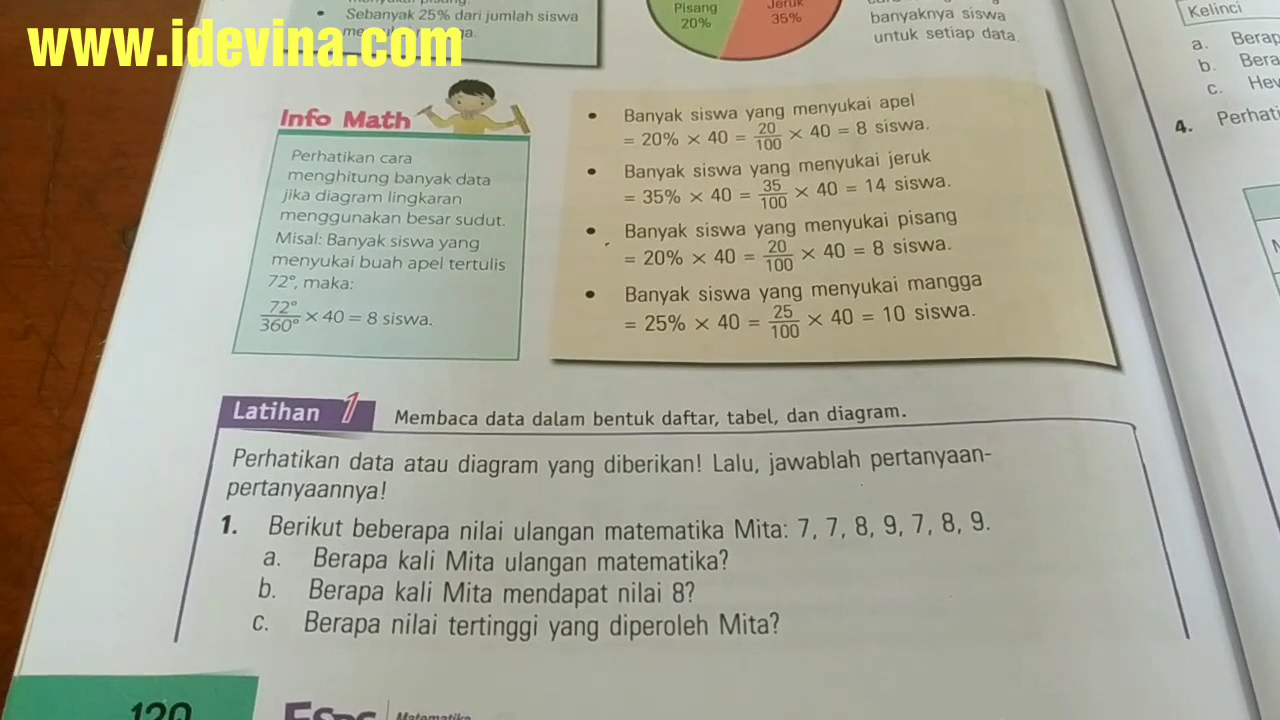 www.idevina.com
Sebanyak 25% dari jumlah siswa
Pisang
20%
Jeruk
35%
banyaknya siswa
untuk setiap data.
Info Math
Perhatikan cara
menghitung banyak data
jika diagram lingkaran
menggunakan besar sudut.
Misal: Banyak siswa yang
menyukai buah apel tertulis
72°, maka:
72°/360° × 40 = 8 siswa.
• Banyak siswa yang menyukai apel
= 20% × 40 = 20/100 × 40 = 8 siswa.
• Banyak siswa yang menyukai jeruk
= 35% × 40 = 35/100 × 40 = 14 siswa.
• Banyak siswa yang menyukai pisang
= 20% × 40 = 20/100 × 40 = 8 siswa.
• Banyak siswa yang menyukai mangga
= 25% × 40 = 25/100 × 40 = 10 siswa.
Latihan 1
Membaca data dalam bentuk daftar, tabel, dan diagram.
Perhatikan data atau diagram yang diberikan! Lalu, jawablah pertanyaan-
pertanyaannya!
1. Berikut beberapa nilai ulangan matematika Mita: 7, 7, 8, 9, 7, 8, 9.
a. Berapa kali Mita ulangan matematika?
b. Berapa kali Mita mendapat nilai 8?
c. Berapa nilai tertinggi yang diperoleh Mita?
120
Matematika
Kelinci
a.
b.
c.
4.